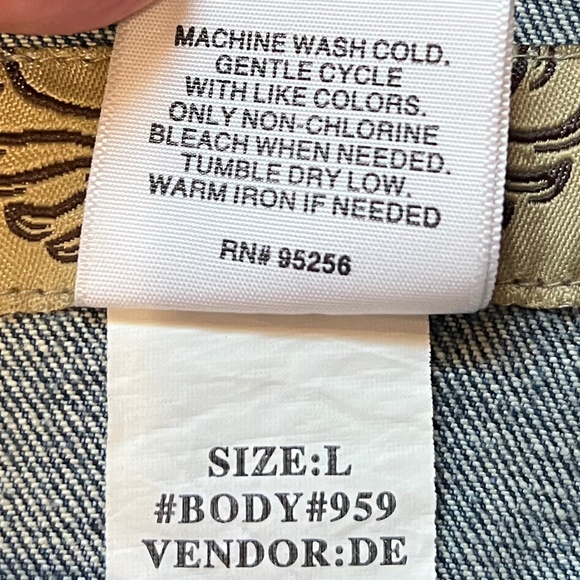 MACHINE WASH COLD.
GENTLE CYCLE
WITH LIKE COLORS.
ONLY NON-CHLORINE
BLEACH WHEN NEEDED.
TUMBLE DRY LOW.
WARM IRON IF NEEDED
RN# 95256
SIZE:L
#BODY#959
VENDOR:DE